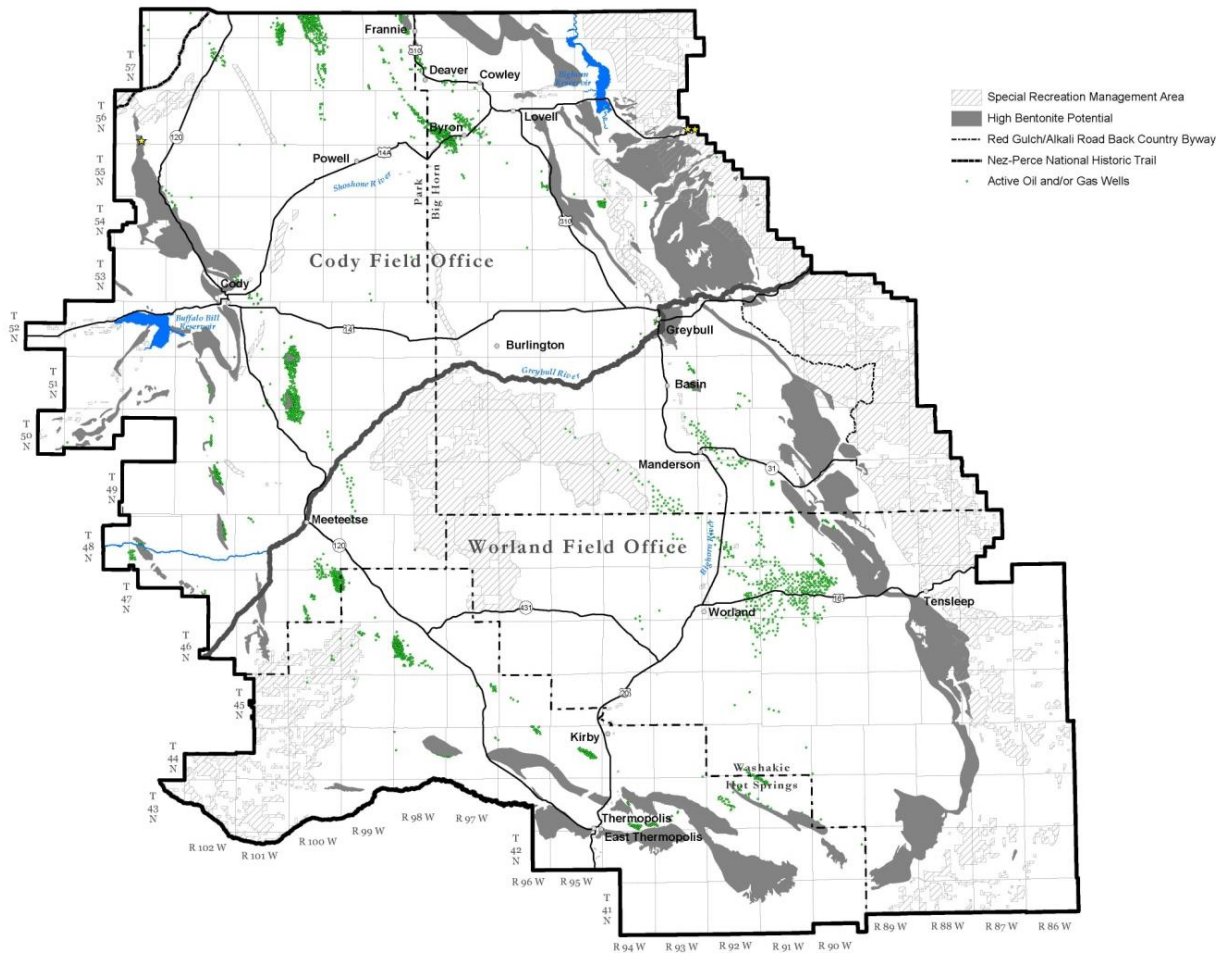 Frannie
T
57
N
310
Deaver
Cowley
Bighorn
Reservoir
Special Recreation Management Area
High Bentonite Potential
Red Gulch/Alkali Road Back Country Byway
Nez-Perce National Historic Trail
Active Oil and/or Gas Wells
T
56
N
120
Lovell
Byron
14A
Powell
T
55
N
Shoshone River
Park
Big Horn
T
54
N
310
Cody Field Office
T
53
N
Cody
T
52
N
Buffalo Bill
Reservoir
14
Greybull
Burlington
T
51
N
Greybull River
Basin
T
50
N
Manderson
31
T
49
N
Meeteetse
T
48
N
120
Worland Field Office
Bighorn River
T
47
N
16
Tensleep
431
Worland
T
46
N
T
45
N
20
Kirby
T
44
N
Washakie
Hot Springs
T
43
N
Thermopolis
East Thermopolis
R 102 W
R 101 W
R 100 W
R 99 W
R 98 W
R 97 W
T
42
N
R 96 W
R 95 W
T
41
N
R 94 W
R 93 W
R 92 W
R 91 W
R 90 W
R 89 W
R 88 W
R 87 W
R 86 W